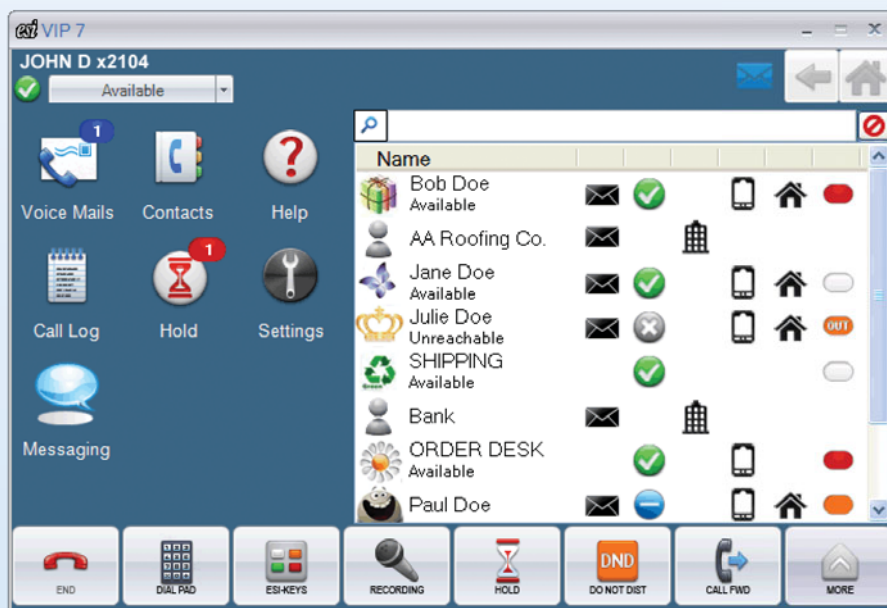 esi VIP 7
JOHN D x2104
Available
1
Voice Mails
Contacts
Help
1
Call Log
Hold
Settings
Messaging
Name
Bob Doe
Available
AA Roofing Co.
Jane Doe
Available
Julie Doe
Unreachable
OUT
SHIPPING
Available
Bank
ORDER DESK
Available
Paul Doe
END
DIAL PAD
ESI-KEYS
RECORDING
HOLD
DND
DO NOT DIST
CALL FWD
MORE